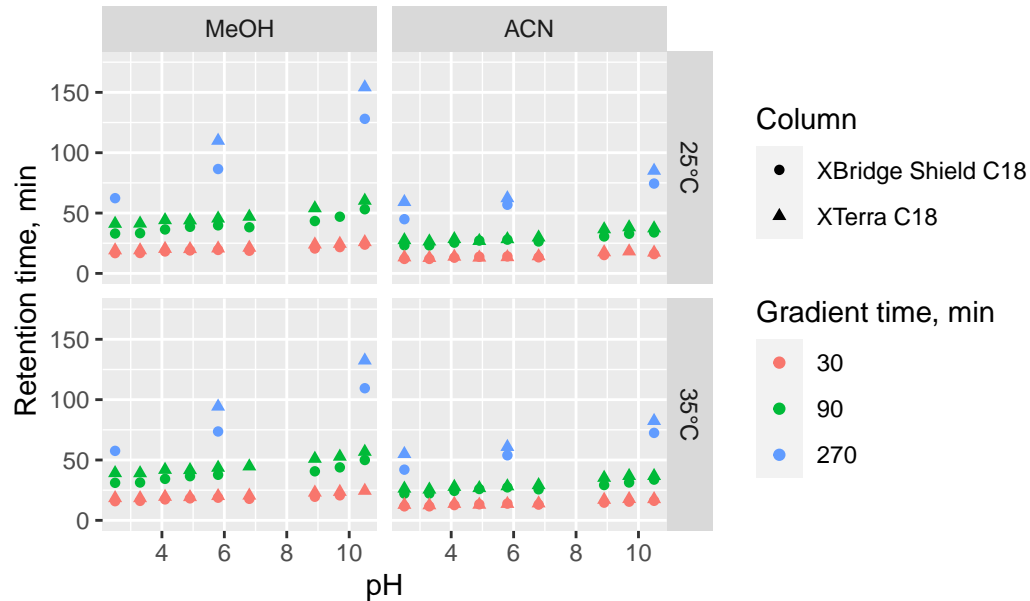 MeOH
ACN
Retention time, min
150
100
50
0
25°C
150
100
50
0
35°C
4 6 8 10
4 6 8 10
pH
Column
XBridge Shield C18
XTerra C18
Gradient time, min
30
90
270